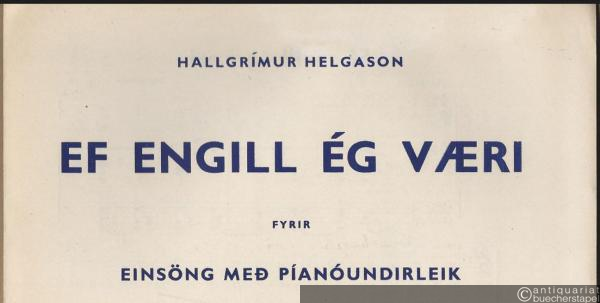 HALLGRÍMUR HELGASON
EF ENGILL ÉG VÆRI
FYRIR
EINSÖNG MEÐ PÍANÓUNDIRLEIK
©antiquariat
buecherstapel